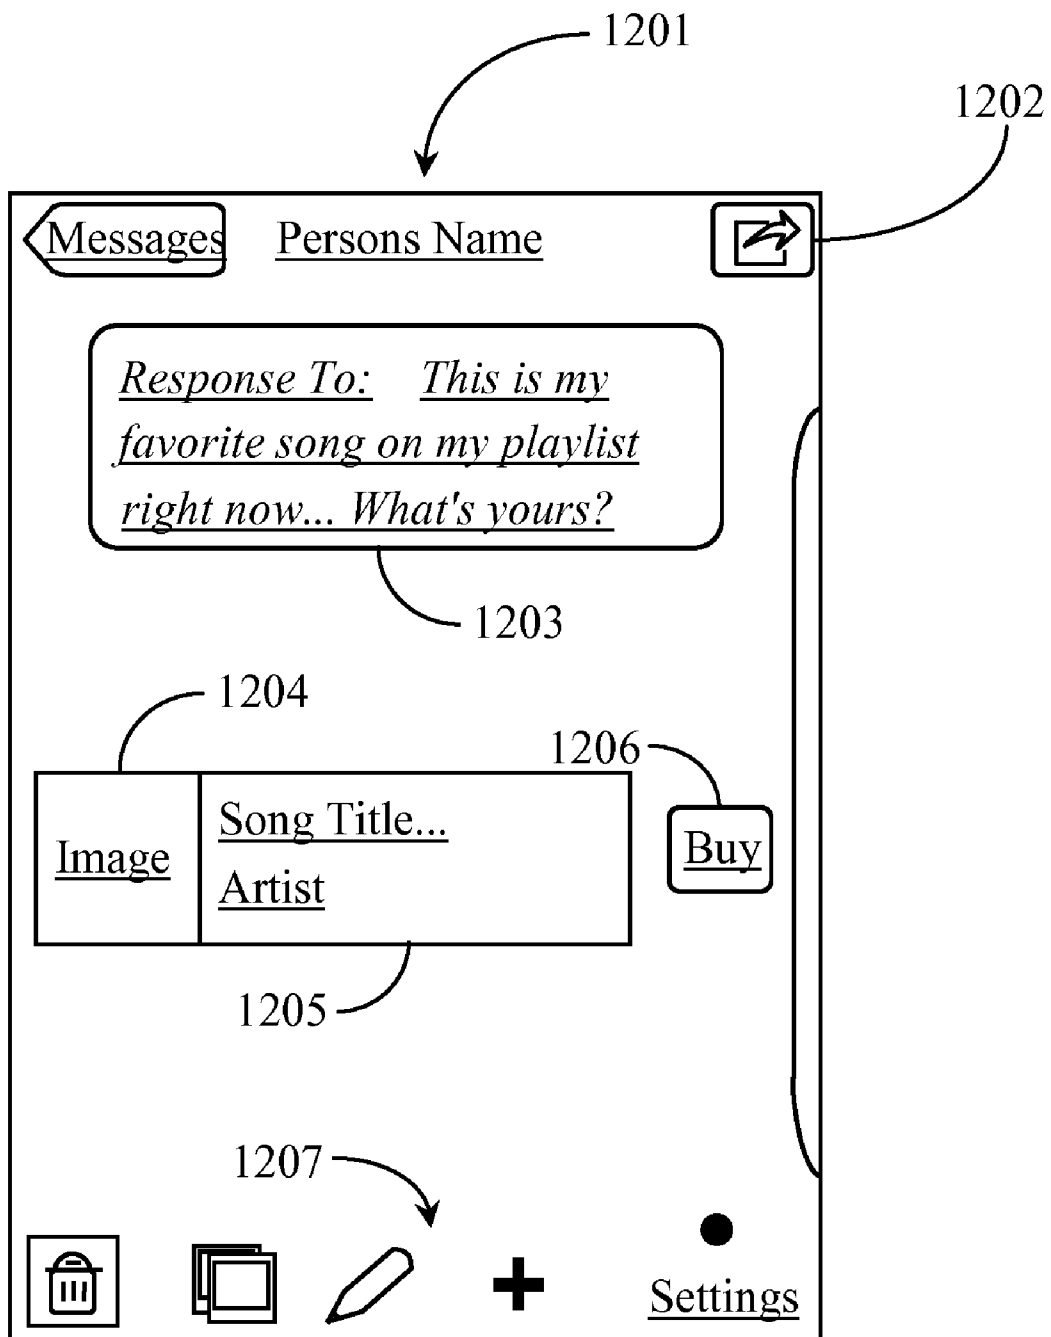 1201
1202
Messages Persons Name
Response To: This is my
favorite song on my playlist
right now... What's yours?
1203
1204
1206
Image
Song Title...
Artist
Buy
1205
1207
Settings